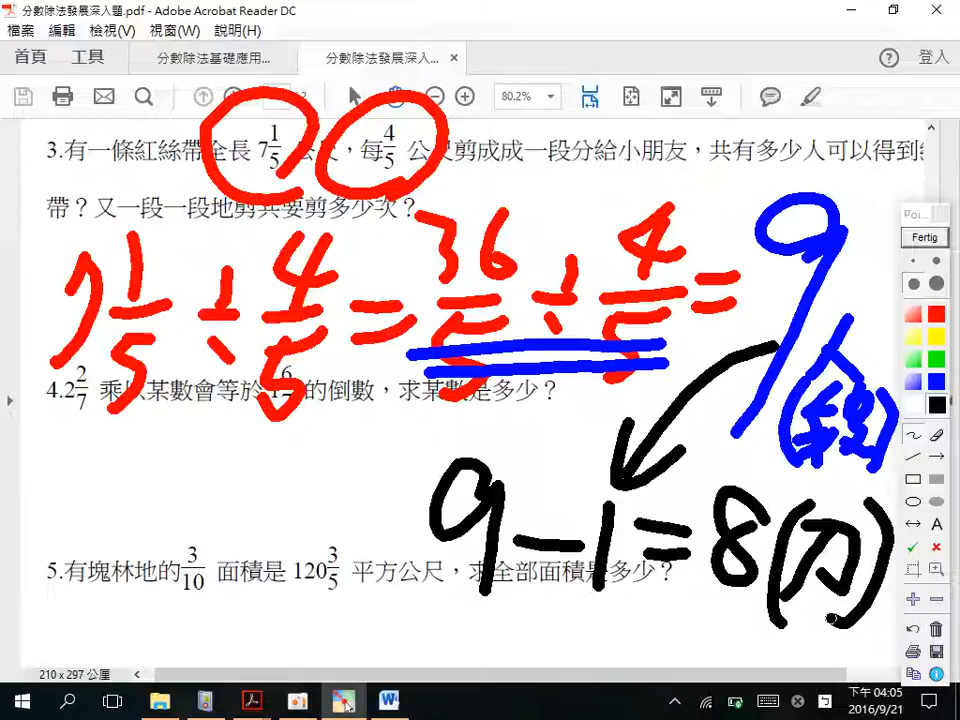 分數除法發展深入題.pdf - Adobe Acrobat Reader DC
檔案 編輯 檢視(V) 視窗(W) 說明(H)
首頁 工具 分數除法基礎應用... 分數除法發展深入... × 登入
80.2%
3.有一條紅絲帶全長 7 1/5 公尺，每 4/5 公尺剪成成一段分給小朋友，共有多少人可以得到
帶？又一段一段地剪共要剪多少次？
7 1/5 ÷ 4/5 = 36/5 ÷ 4/5 = 9
人
4. 2 2/7 乘以某數會等於 6 的倒數，求某數是多少？
9－1＝8(刀)
5.有塊林地的 3/10 面積是 120 3/5 平方公尺，求全部面積是多少？
Poi...
Fertig
A
210 x 297 公厘
下午 04:05
2016/9/21